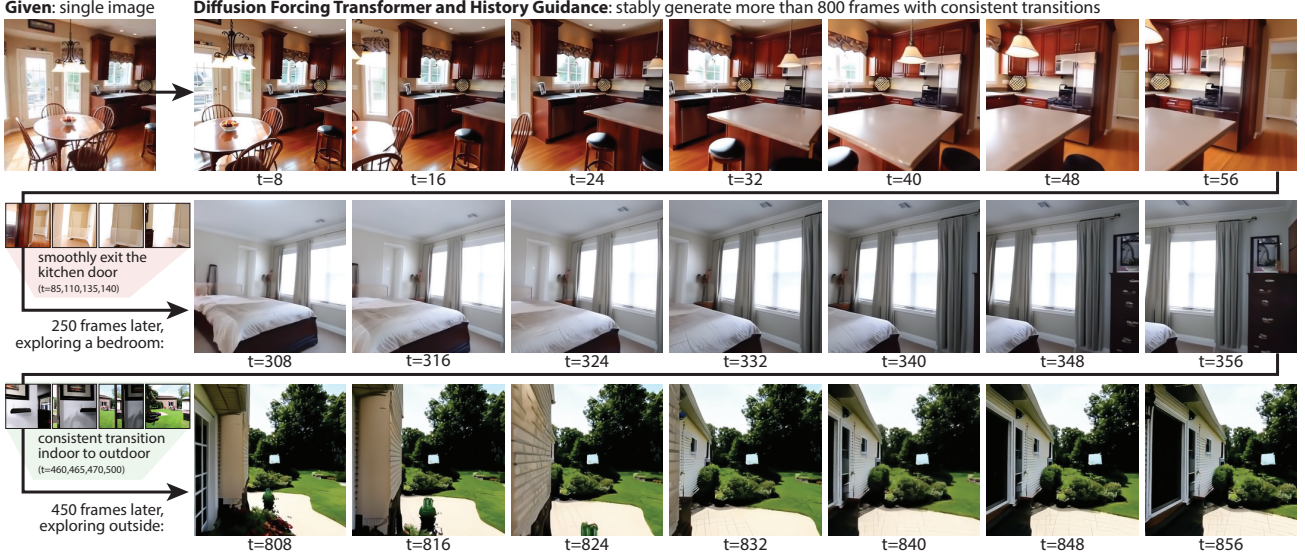 Given: single image
Diffusion Forcing Transformer and History Guidance: stably generate more than 800 frames with consistent transitions
t=8
t=16
t=24
t=32
t=40
t=48
t=56
smoothly exit the
kitchen door
(t=85,110,135,140)
250 frames later,
exploring a bedroom:
t=308
t=316
t=324
t=332
t=340
t=348
t=356
consistent transition
indoor to outdoor
(t=460,465,470,500)
450 frames later,
exploring outside:
t=808
t=816
t=824
t=832
t=840
t=848
t=856